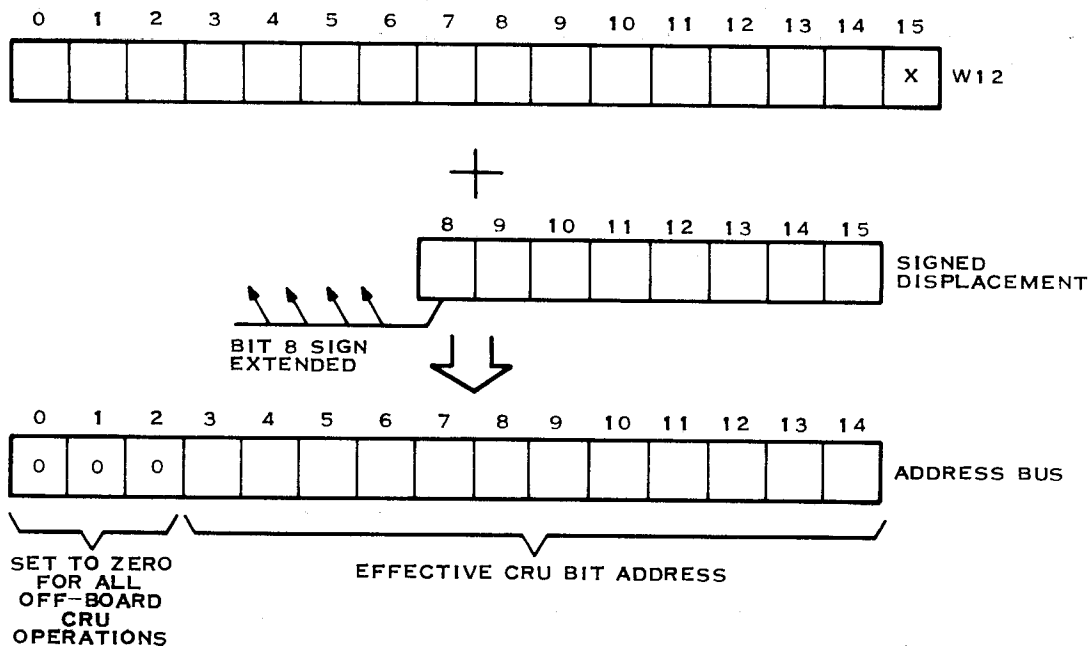 0 1 2 3 4 5 6 7 8 9 10 11 12 13 14 15
X W12
8 9 10 11 12 13 14 15
SIGNED
DISPLACEMENT
BIT 8 SIGN
EXTENDED
0 1 2 3 4 5 6 7 8 9 10 11 12 13 14
0 0 0 ADDRESS BUS
SET TO ZERO
FOR ALL
OFF-BOARD
CRU
OPERATIONS
EFFECTIVE CRU BIT ADDRESS